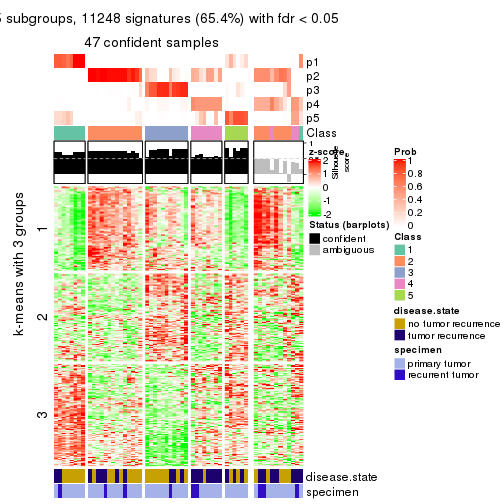 5 subgroups, 11248 signatures (65.4%) with fdr < 0.05
47 confident samples
p1
p2
p3
p4
p5
Class
1
z-score
2
1
0
-1
-2
Silhouette
score
Prob
1
0.8
0.6
0.4
0.2
0
Status (barplots)
confident
ambiguous
Class
1
2
3
4
5
disease.state
no tumor recurrence
tumor recurrence
specimen
primary tumor
recurrent tumor
k-means with 3 groups
1
2
3
disease.state
specimen